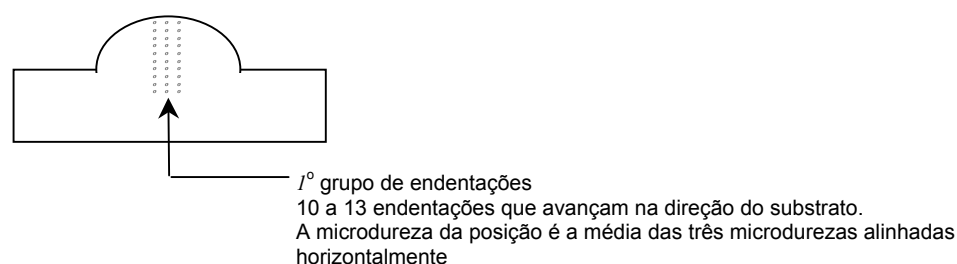 1º grupo de endentações
10 a 13 endentações que avançam na direção do substrato.
A microdureza da posição é a média das três microdurezas alinhadas
horizontalmente